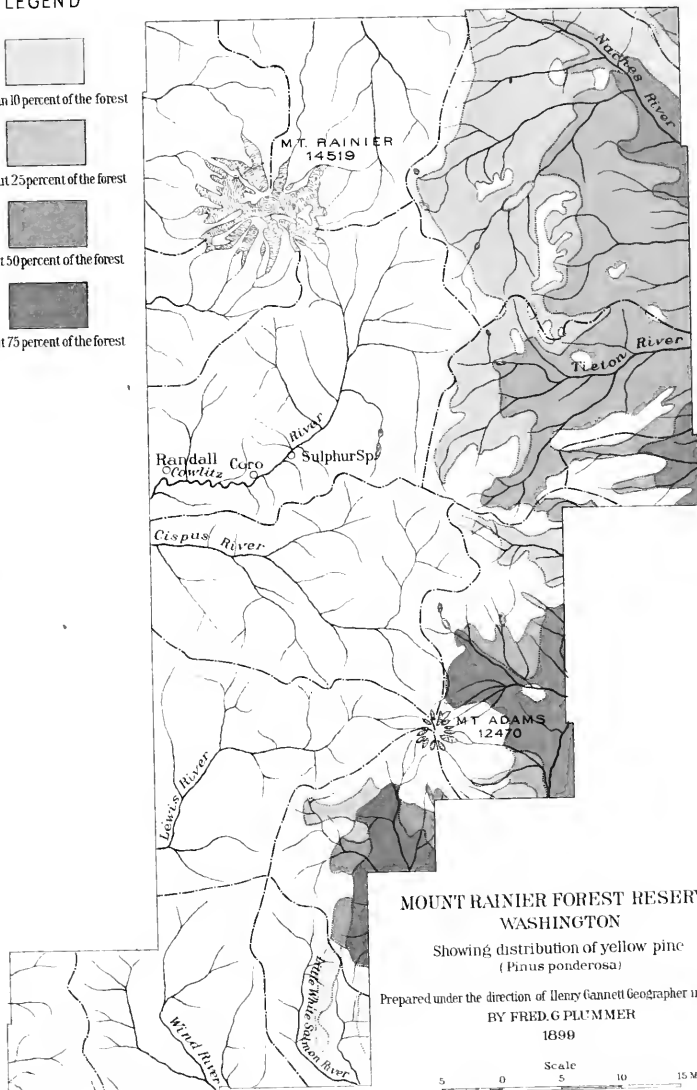 LEGEND
10 percent of the forest
25 percent of the forest
50 percent of the forest
75 percent of the forest
Naches River
MT. RAINIER
14519
Tieton River
River
Randall
Coro
Sulphur Sp.
Cowlitz
Cispus River
MT ADAMS
12470
Lewis River
Little White Salmon River
Wind River
MOUNT RAINIER FOREST RESERV
WASHINGTON
Showing distribution of yellow pine
(Pinus ponderosa)
Prepared under the direction of Henry Gannett Geographer
BY FRED. G PLUMMER
1899
Scale
5 0 5 10 15 M